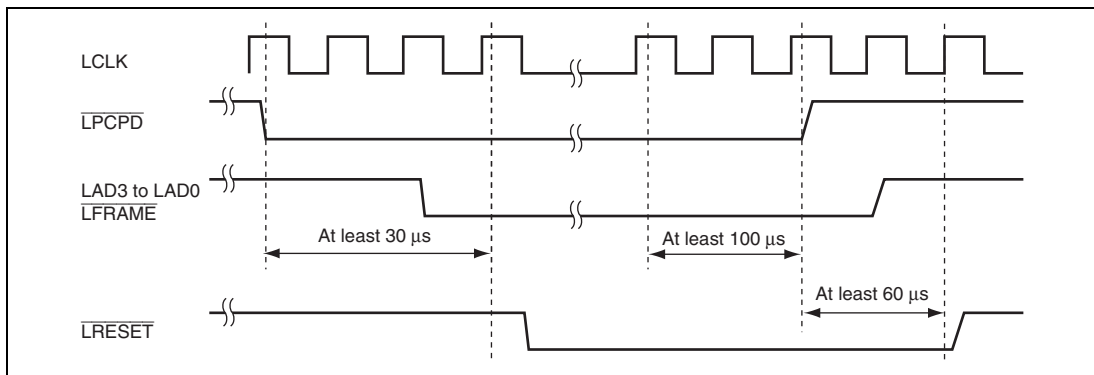 LCLK
LPCPD
LAD3 to LAD0
LFRAME
At least 30 μs
At least 100 μs
At least 60 μs
LRESET